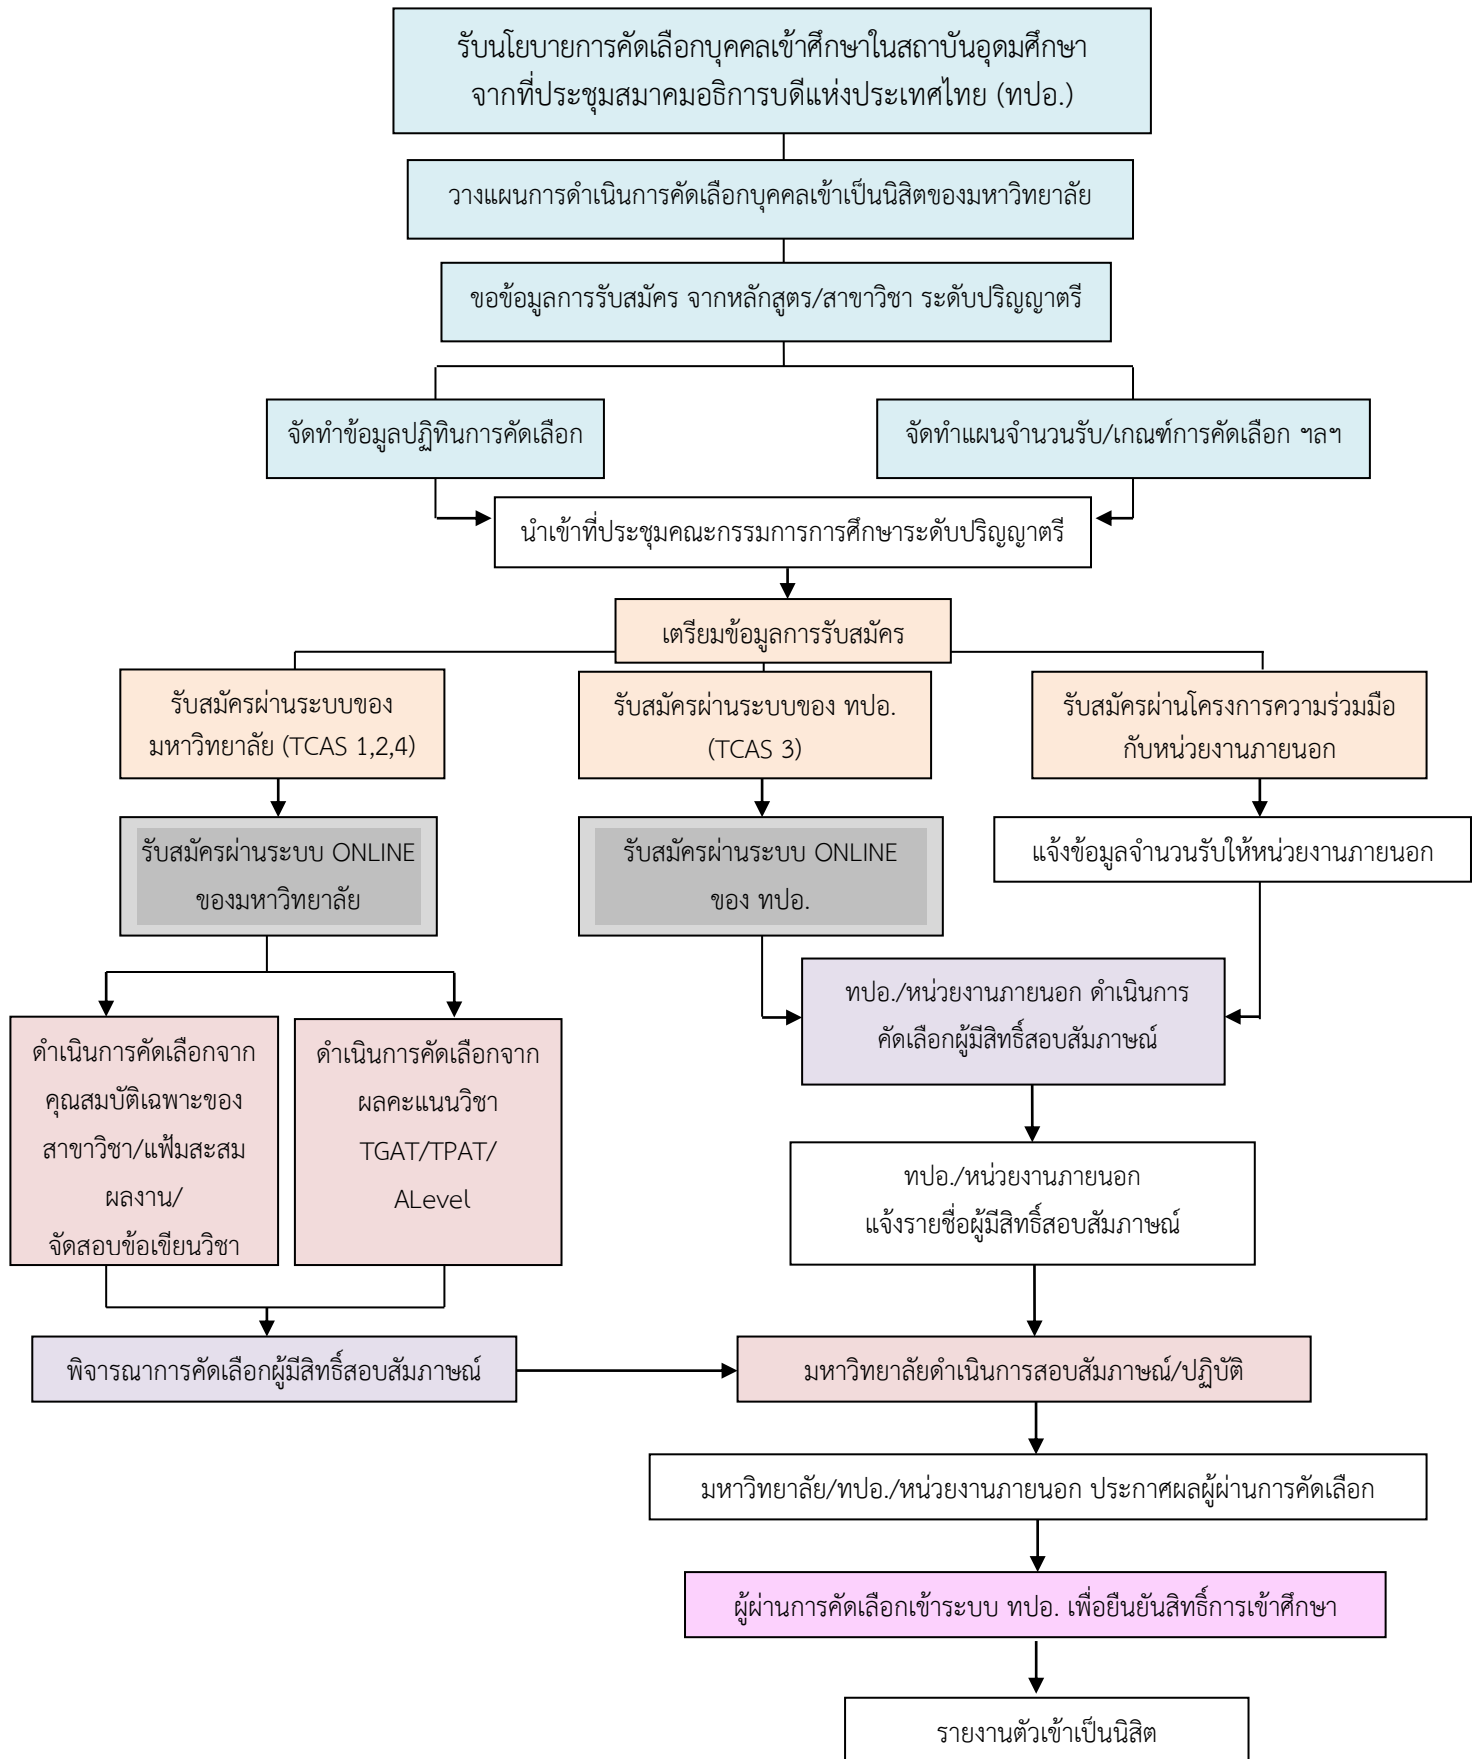 รับนโยบายการคัดเลือกบุคคลเข้าศึกษาในสถาบันอุดมศึกษา
จากที่ประชุมสมาคมอธิการบดีแห่งประเทศไทย (ทปอ.)
วางแผนการดำเนินการคัดเลือกบุคคลเข้าเป็นนิสิตของมหาวิทยาลัย
ขอข้อมูลการรับสมัคร จากหลักสูตร/สาขาวิชา ระดับปริญญาตรี
จัดทำข้อมูลปฏิทินการคัดเลือก
จัดทำแผนจำนวนรับ/เกณฑ์การคัดเลือก ฯลฯ
นำเข้าที่ประชุมคณะกรรมการการศึกษาระดับปริญญาตรี
เตรียมข้อมูลการรับสมัคร
รับสมัครผ่านระบบของ
มหาวิทยาลัย (TCAS 1,2,4)
รับสมัครผ่านระบบของ ทปอ.
(TCAS 3)
รับสมัครผ่านโครงการความร่วมมือ
กับหน่วยงานภายนอก
รับสมัครผ่านระบบ ONLINE
ของมหาวิทยาลัย
รับสมัครผ่านระบบ ONLINE
ของ ทปอ.
แจ้งข้อมูลจำนวนรับให้หน่วยงานภายนอก
ทปอ./หน่วยงานภายนอก ดำเนินการ
คัดเลือกผู้มีสิทธิ์สอบสัมภาษณ์
ดำเนินการคัดเลือกจาก
คุณสมบัติเฉพาะของ
สาขาวิชา/แฟ้มสะสม
ผลงาน/
จัดสอบข้อเขียนวิชา
ดำเนินการคัดเลือกจาก
ผลคะแนนวิชา
TGAT/TPAT/
ALevel
ทปอ./หน่วยงานภายนอก
แจ้งรายชื่อผู้มีสิทธิ์สอบสัมภาษณ์
พิจารณาการคัดเลือกผู้มีสิทธิ์สอบสัมภาษณ์
มหาวิทยาลัยดำเนินการสอบสัมภาษณ์/ปฏิบัติ
มหาวิทยาลัย/ทปอ./หน่วยงานภายนอก ประกาศผลผู้ผ่านการคัดเลือก
ผู้ผ่านการคัดเลือกเข้าระบบ ทปอ. เพื่อยืนยันสิทธิ์การเข้าศึกษา
รายงานตัวเข้าเป็นนิสิต